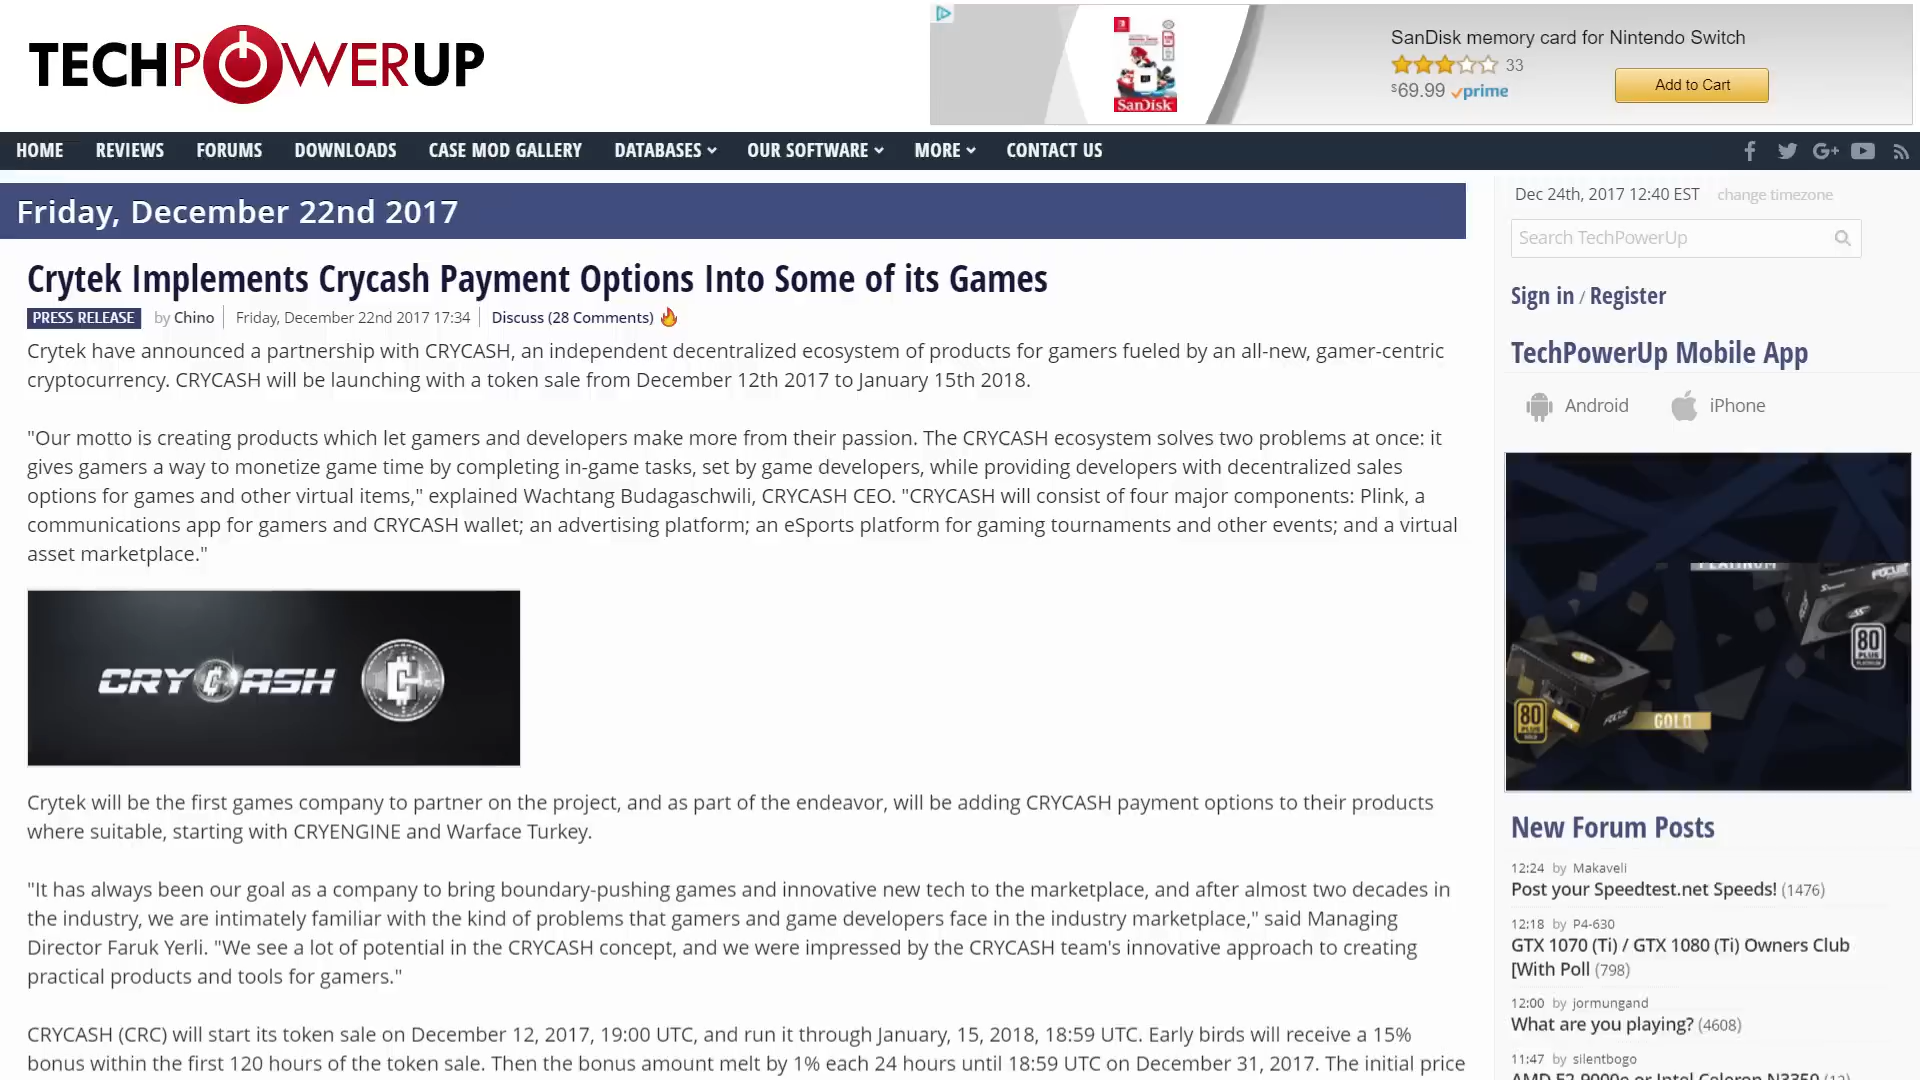 TECHPOWERUP
SanDisk memory card for Nintendo Switch
33
$69.99 prime
Add to Cart
SanDisk
HOME REVIEWS FORUMS DOWNLOADS CASE MOD GALLERY DATABASES OUR SOFTWARE MORE CONTACT US
Friday, December 22nd 2017
Crytek Implements Crycash Payment Options Into Some of its Games
PRESS RELEASE by Chino Friday, December 22nd 2017 17:34 Discuss (28 Comments)
Crytek have announced a partnership with CRYCASH, an independent decentralized ecosystem of products for gamers fueled by an all-new, gamer-centric
cryptocurrency. CRYCASH will be launching with a token sale from December 12th 2017 to January 15th 2018.
"Our motto is creating products which let gamers and developers make more from their passion. The CRYCASH ecosystem solves two problems at once: it
gives gamers a way to monetize game time by completing in-game tasks, set by game developers, while providing developers with decentralized sales
options for games and other virtual items," explained Wachtang Budagaschwili, CRYCASH CEO. "CRYCASH will consist of four major components: Plink, a
communications app for gamers and CRYCASH wallet; an advertising platform; an eSports platform for gaming tournaments and other events; and a virtual
asset marketplace."
CRYCASH
Crytek will be the first games company to partner on the project, and as part of the endeavor, will be adding CRYCASH payment options to their products
where suitable, starting with CRYENGINE and Warface Turkey.
"It has always been our goal as a company to bring boundary-pushing games and innovative new tech to the marketplace, and after almost two decades in
the industry, we are intimately familiar with the kind of problems that gamers and game developers face in the industry marketplace," said Managing
Director Faruk Yerli. "We see a lot of potential in the CRYCASH concept, and we were impressed by the CRYCASH team's innovative approach to creating
practical products and tools for gamers."
CRYCASH (CRC) will start its token sale on December 12, 2017, 19:00 UTC, and run it through January, 15, 2018, 18:59 UTC. Early birds will receive a 15%
bonus within the first 120 hours of the token sale. Then the bonus amount melt by 1% each 24 hours until 18:59 UTC on December 31, 2017. The initial price
Dec 24th, 2017 12:40 EST change timezone
Search TechPowerUp
Sign in / Register
TechPowerUp Mobile App
Android iPhone
PLATINUM
FOCUS
80
PLUS
PLATINUM
80
PLUS
GOLD
FOCUS
GOLD
New Forum Posts
12:24 by Makaveli
Post your Speedtest.net Speeds! (1476)
12:18 by P4-630
GTX 1070 (Ti) / GTX 1080 (Ti) Owners Club
[With Poll (798)
12:00 by jormungand
What are you playing? (4608)
11:47 by silentbogo
AMD E2-9000e or Intel Celeron N3350 (12)